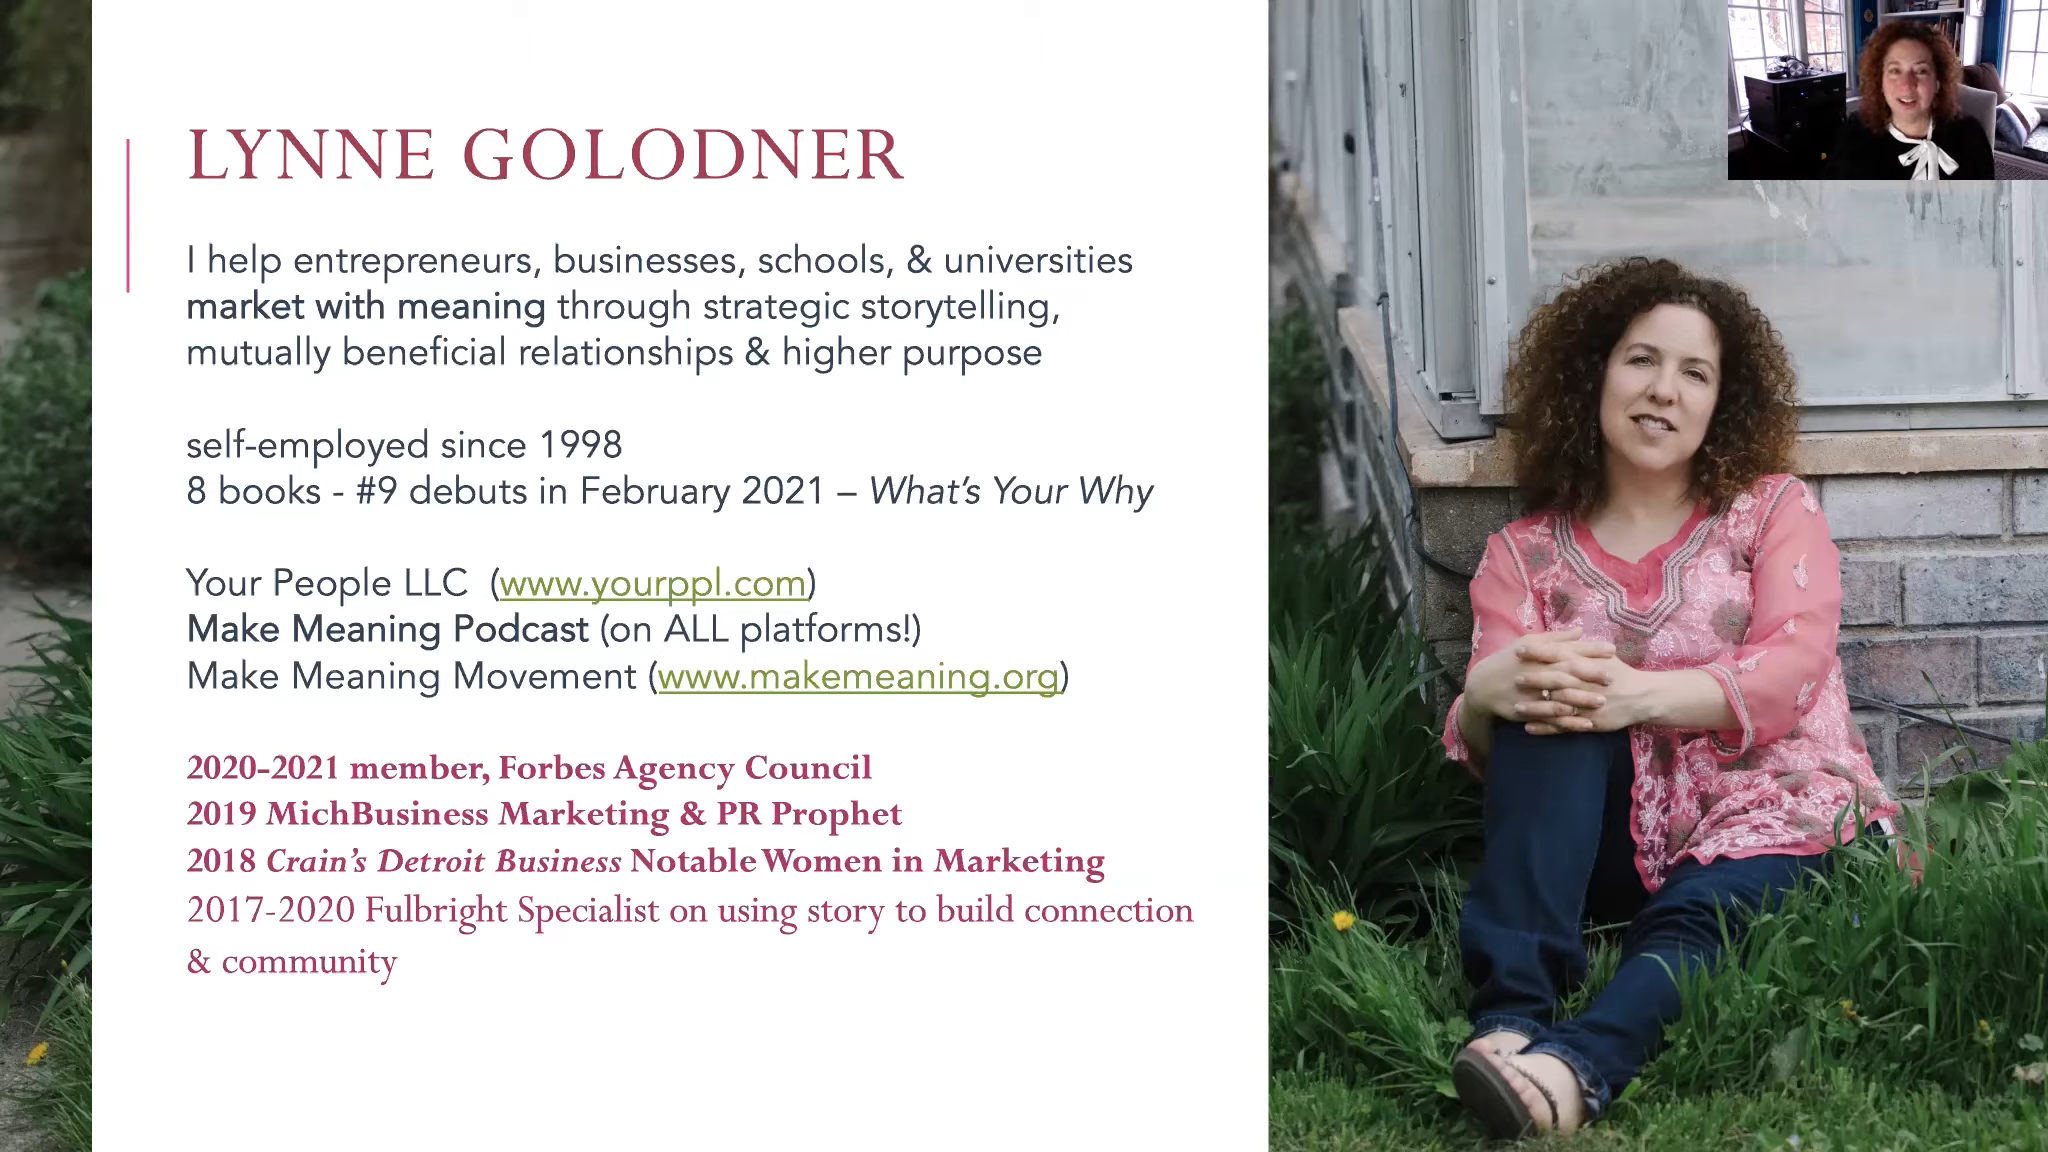 LYNNE GOLODNER
I help entrepreneurs, businesses, schools, & universities
market with meaning through strategic storytelling,
mutually beneficial relationships & higher purpose
self-employed since 1998
8 books - #9 debuts in February 2021 – What's Your Why
Your People LLC (www.yourppl.com)
Make Meaning Podcast (on ALL platforms!)
Make Meaning Movement (www.makemeaning.org)
2020-2021 member, Forbes Agency Council
2019 MichBusiness Marketing & PR Prophet
2018 Crain's Detroit Business Notable Women in Marketing
2017-2020 Fulbright Specialist on using story to build connection
& community